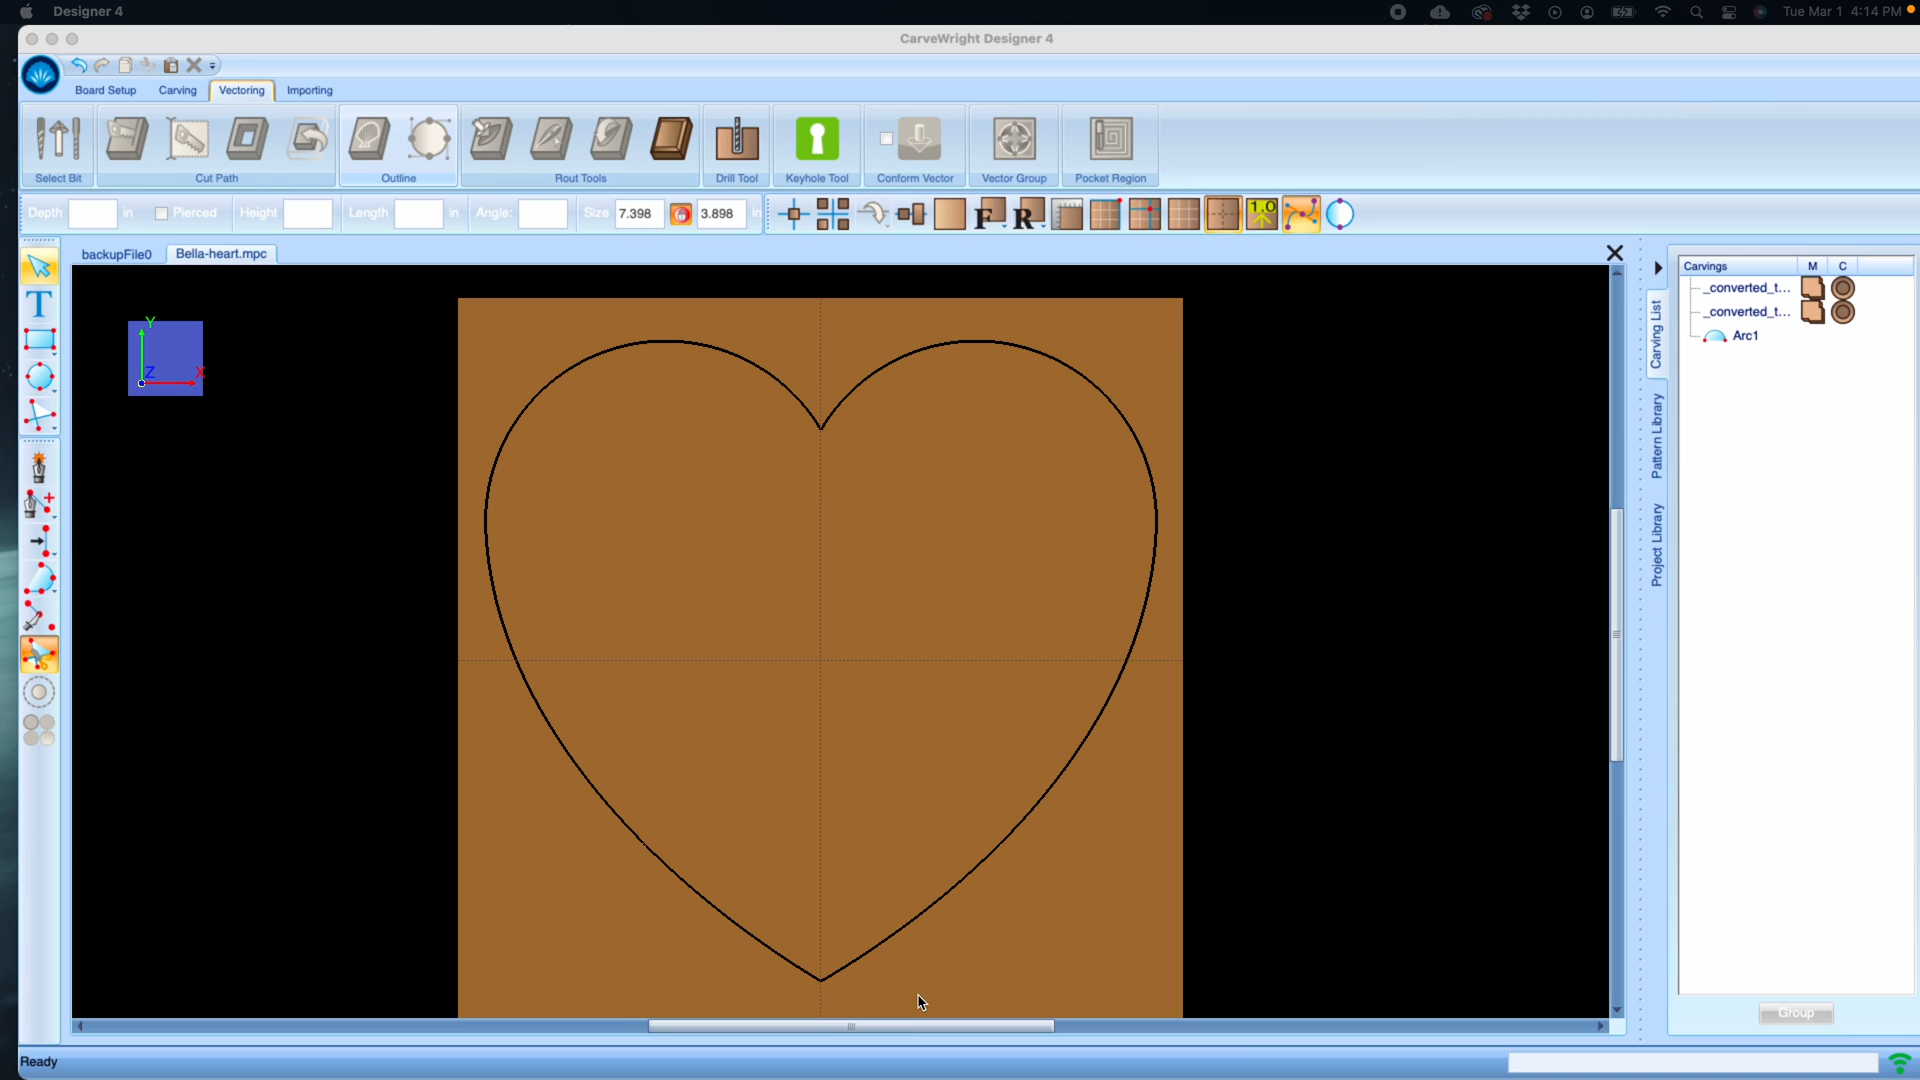 Designer 4
Tue Mar 1 4:14 PM
CarveWright Designer 4
Board Setup Carving Vectoring Importing
Select Bit Cut Path Outline Rout Tools Drill Tool Keyhole Tool Conform Vector Vector Group Pocket Region
Depth in Pierced Height Length in Angle: Size 7.398 3.898 in F R 1.0
backupFile0 Bella-heart.mpc
T
Y
Z X
Carvings M C
_converted_t...
_converted_t...
Arc1
Carving List
Pattern Library
Project Library
Group
Ready